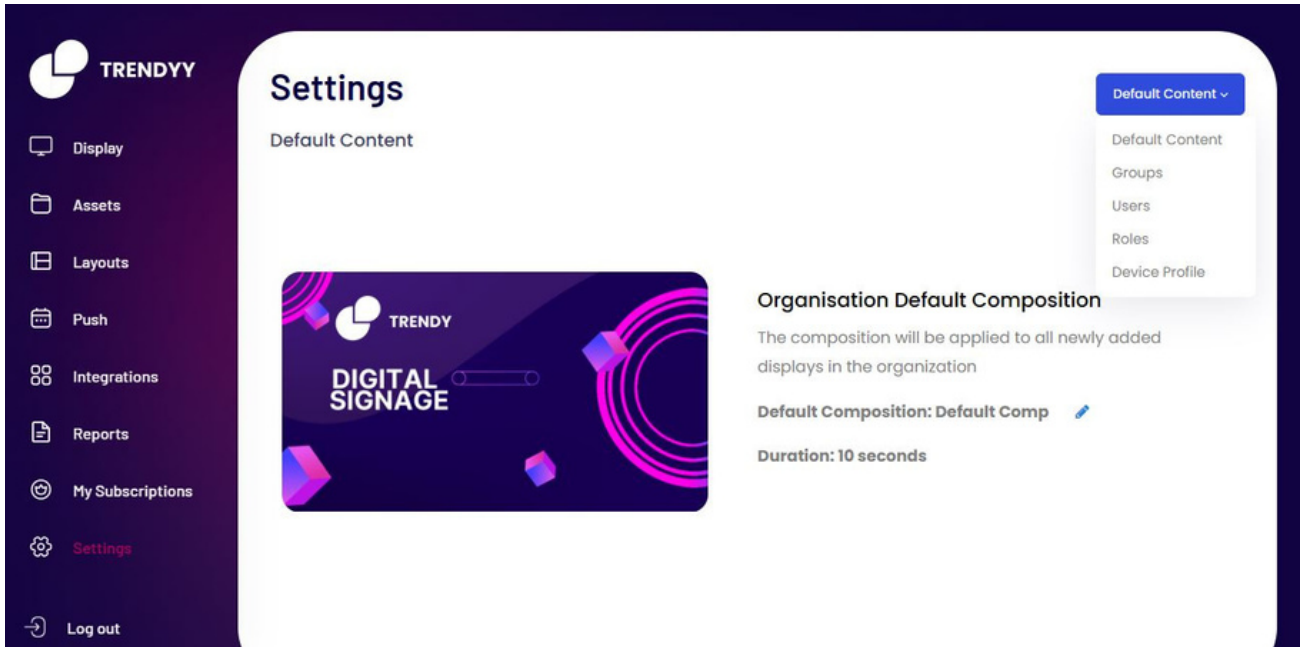 TRENDYY
Display
Assets
Layouts
Push
Integrations
Reports
My Subscriptions
Settings
Log out
Settings
Default Content
Default Content
Default Content
Groups
Users
Roles
Device Profile
TRENDY
DIGITAL
SIGNAGE
Organisation Default Composition
The composition will be applied to all newly added
displays in the organization
Default Composition: Default Comp
Duration: 10 seconds